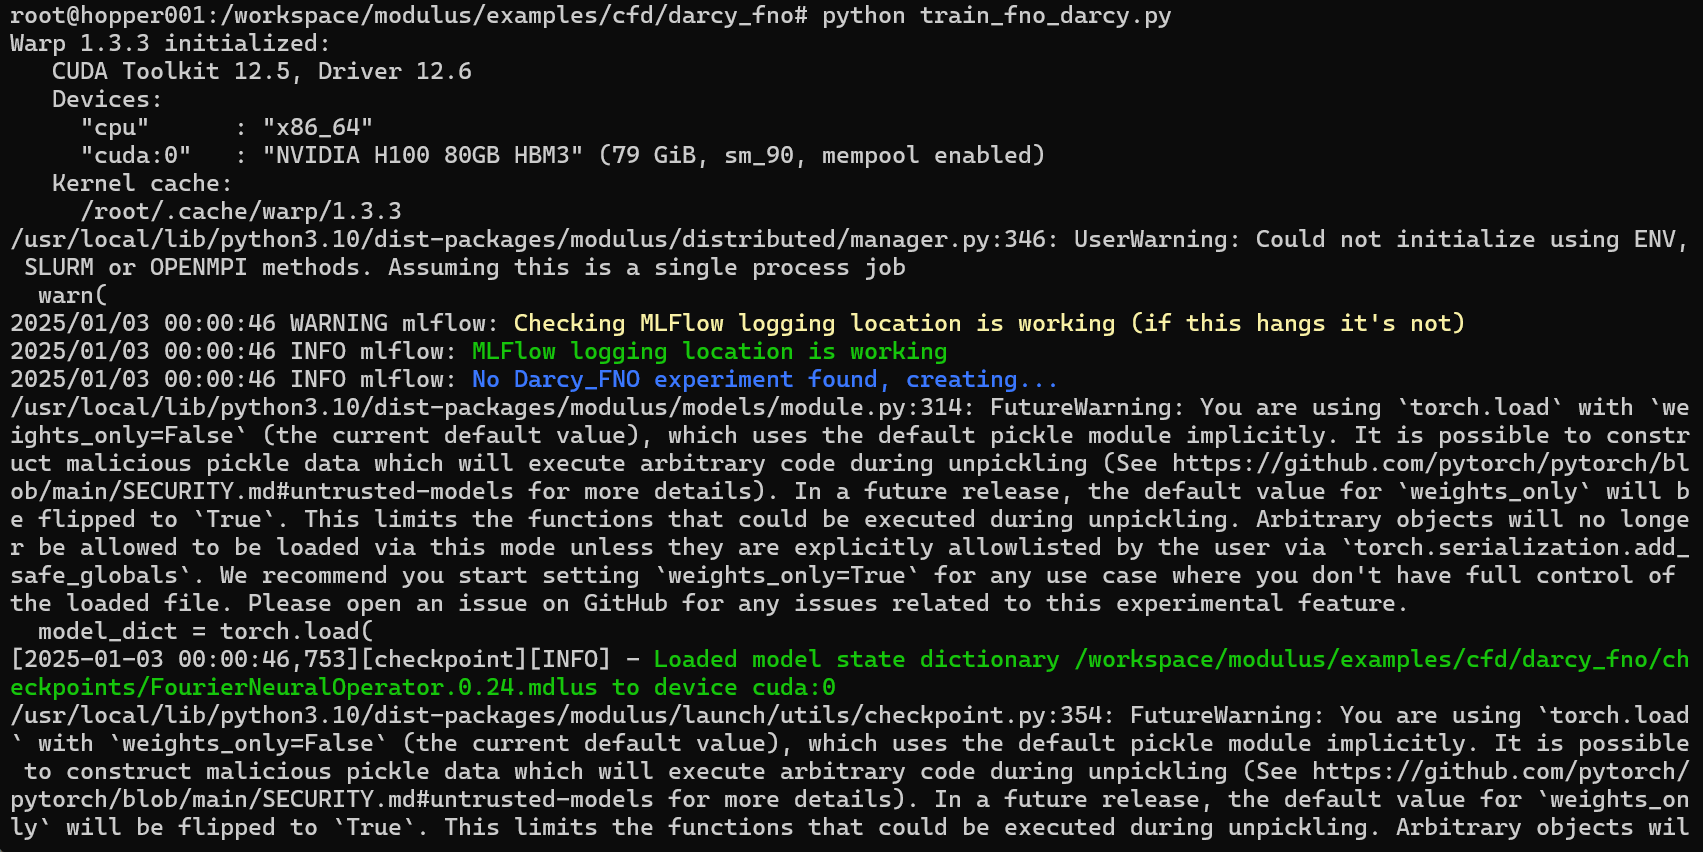 root@hopper001:/workspace/modulus/examples/cfd/darcy_fno# python train_fno_darcy.py
Warp 1.3.3 initialized:
   CUDA Toolkit 12.5, Driver 12.6
   Devices:
     "cpu"      : "x86_64"
     "cuda:0"   : "NVIDIA H100 80GB HBM3" (79 GiB, sm_90, mempool enabled)
   Kernel cache:
     /root/.cache/warp/1.3.3
/usr/local/lib/python3.10/dist-packages/modulus/distributed/manager.py:346: UserWarning: Could not initialize using ENV,
 SLURM or OPENMPI methods. Assuming this is a single process job
  warn(
2025/01/03 00:00:46 WARNING mlflow: Checking MLFlow logging location is working (if this hangs it's not)
2025/01/03 00:00:46 INFO mlflow: MLFlow logging location is working
2025/01/03 00:00:46 INFO mlflow: No Darcy_FNO experiment found, creating...
/usr/local/lib/python3.10/dist-packages/modulus/models/module.py:314: FutureWarning: You are using `torch.load` with `we
ights_only=False` (the current default value), which uses the default pickle module implicitly. It is possible to constr
uct malicious pickle data which will execute arbitrary code during unpickling (See https://github.com/pytorch/pytorch/bl
ob/main/SECURITY.md#untrusted-models for more details). In a future release, the default value for `weights_only` will b
e flipped to `True`. This limits the functions that could be executed during unpickling. Arbitrary objects will no longe
r be allowed to be loaded via this mode unless they are explicitly allowlisted by the user via `torch.serialization.add_
safe_globals`. We recommend you start setting `weights_only=True` for any use case where you don't have full control of
the loaded file. Please open an issue on GitHub for any issues related to this experimental feature.
  model_dict = torch.load(
[2025-01-03 00:00:46,753][checkpoint][INFO] - Loaded model state dictionary /workspace/modulus/examples/cfd/darcy_fno/ch
eckpoints/FourierNeuralOperator.0.24.mdlus to device cuda:0
/usr/local/lib/python3.10/dist-packages/modulus/launch/utils/checkpoint.py:354: FutureWarning: You are using `torch.load
` with `weights_only=False` (the current default value), which uses the default pickle module implicitly. It is possible
 to construct malicious pickle data which will execute arbitrary code during unpickling (See https://github.com/pytorch/
pytorch/blob/main/SECURITY.md#untrusted-models for more details). In a future release, the default value for `weights_on
ly` will be flipped to `True`. This limits the functions that could be executed during unpickling. Arbitrary objects wil